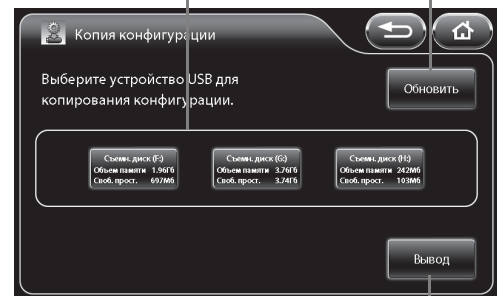 Копия конфигурации
Выберите устройство USB для
копирования конфигурации.
Обновить
Съемн. диск (F:)
Объем памяти 1.96Гб
Своб. прост. 697Мб
Съемн. диск (G:)
Объем памяти 3.76Гб
Своб. прост. 3.74Гб
Съемн. диск (H:)
Объем памяти 242Мб
Своб. прост. 103Мб
Вывод